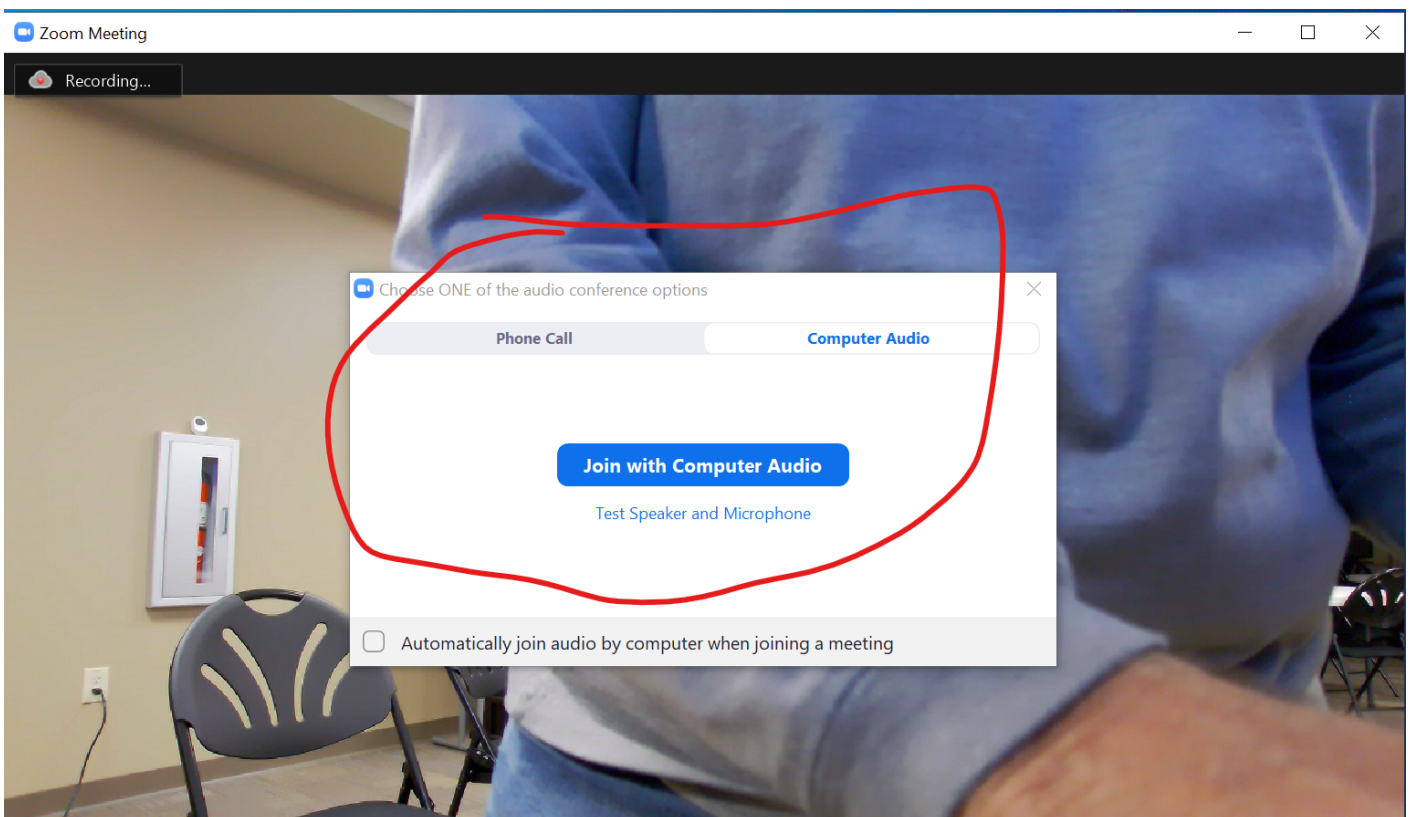 Zoom Meeting
Recording...
Choose ONE of the audio conference options
Phone Call
Computer Audio
Join with Computer Audio
Test Speaker and Microphone
Automatically join audio by computer when joining a meeting